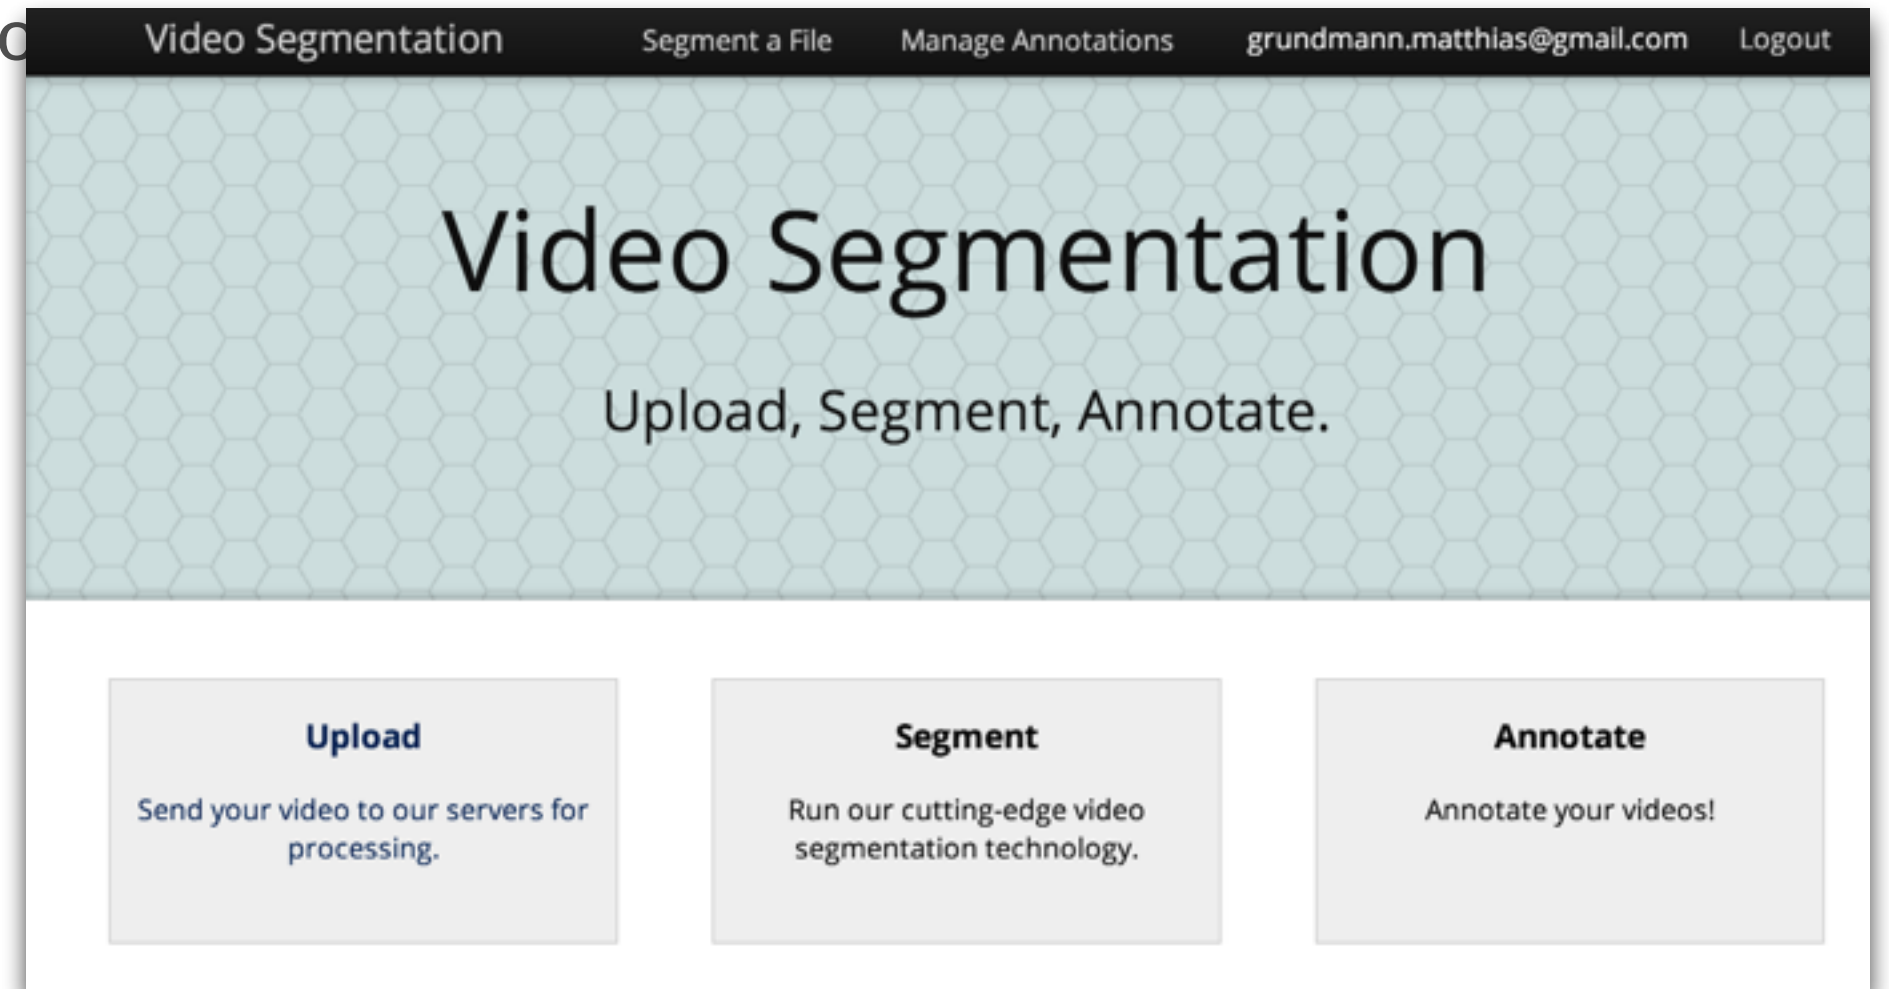 Video Segmentation Segment a File Manage Annotations grundmann.matthias@gmail.com Logout
Video Segmentation
Upload, Segment, Annotate.
Upload
Send your video to our servers for
processing.
Segment
Run our cutting-edge video
segmentation technology.
Annotate
Annotate your videos!